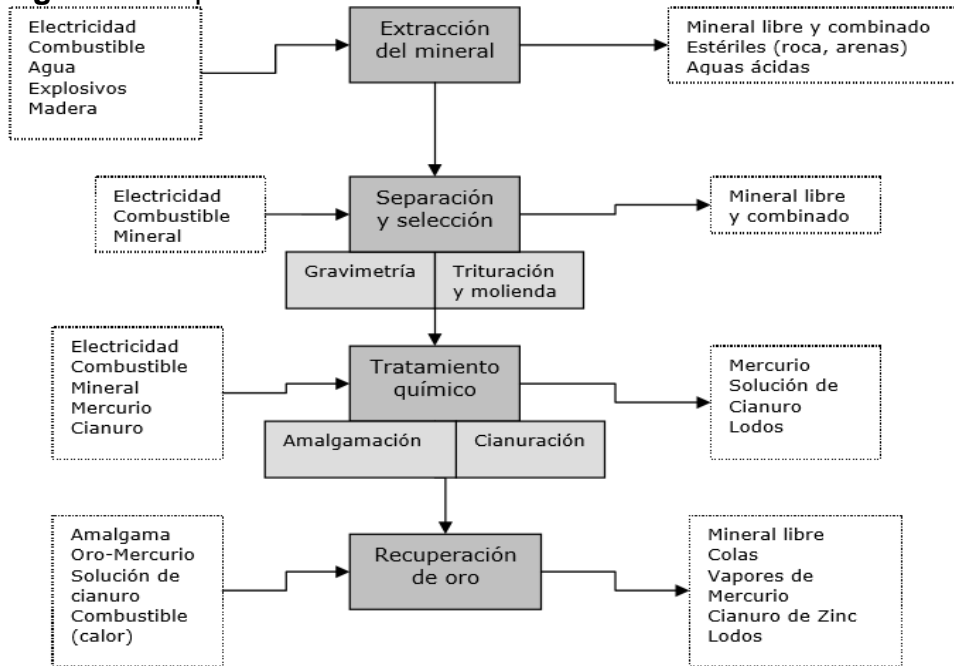 Electricidad
Combustible
Agua
Explosivos
Madera
Extracción
del mineral
Mineral libre y combinado
Estériles (roca, arenas)
Aquas ácidas
Electricidad
Combustible
Mineral
Separación
y selección
Mineral libre
y combinado
Gravimetría
Trituración
y molienda
Electricidad
Combustible
Mineral
Mercurio
Cianuro
Tratamiento
químico
Mercurio
Solución de
Cianuro
Lodos
Amalgamación
Cianuración
Amalgama
Oro-Mercurio
Solución de
cianuro
Combustible
(calor)
Recuperación
de oro
Mineral libre
Colas
Vapores de
Mercurio
Cianuro de Zinc
Lodos